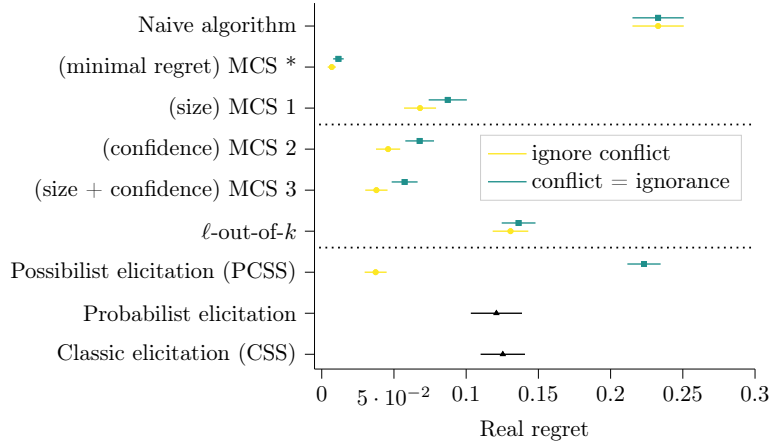 Naive algorithm
(minimal regret) MCS *
(size) MCS 1
(confidence) MCS 2
(size + confidence) MCS 3
ℓ-out-of-k
Possibilist elicitation (PCSS)
Probabilist elicitation
Classic elicitation (CSS)
ignore conflict
conflict = ignorance
0 5 · 10⁻² 0.1 0.15 0.2 0.25 0.3
Real regret